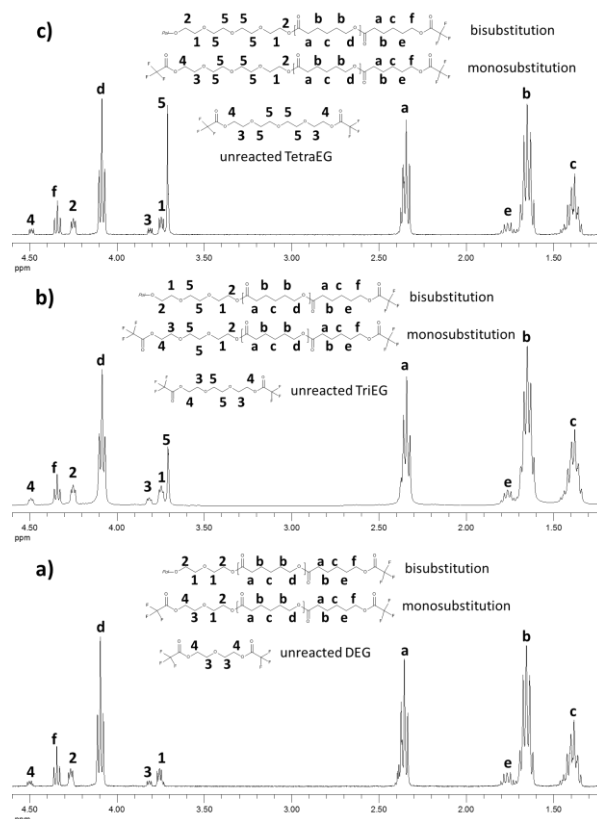 c)
2 5 5 b b a c f
1 5 5 1 2 a c d b e
bisubstitution
4 5 5 2 b b a c f
3 5 5 1 a c d b e
monosubstitution
4 5 5 4
3 5 5 3
unreacted TetraEG
4 f 2 d 3 1 5 a e b c
4.50 4.00 3.50 3.00 2.50 2.00 1.50
ppm
b)
1 5 2 b b a c f
2 5 1 a c d b e
bisubstitution
3 5 2 b b a c f
4 5 1 a c d b e
monosubstitution
3 5 4
4 5 3
unreacted TriEG
4 f 2 d 3 1 5 a e b c
4.50 4.00 3.50 3.00 2.50 2.00 1.50
ppm
a)
2 2 b b a c f
1 1 a c d b e
bisubstitution
4 2 b b a c f
3 1 a c d b e
monosubstitution
4 4
3 3
unreacted DEG
4 f 2 d 3 1 a e b c
4.50 4.00 3.50 3.00 2.50 2.00 1.50
ppm